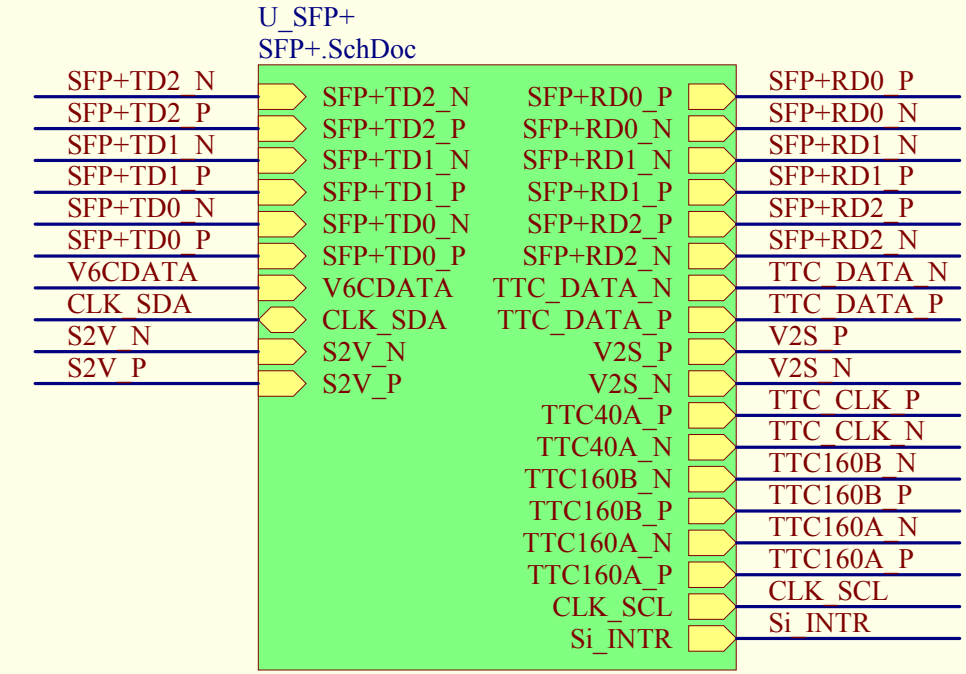 U_SFP+
SFP+.SchDoc
SFP+TD2_N SFP+TD2_N SFP+RD0_P SFP+RD0_P
SFP+TD2_P SFP+TD2_P SFP+RD0_N SFP+RD0_N
SFP+TD1_N SFP+TD1_N SFP+RD1_N SFP+RD1_N
SFP+TD1_P SFP+TD1_P SFP+RD1_P SFP+RD1_P
SFP+TD0_N SFP+TD0_N SFP+RD2_P SFP+RD2_P
SFP+TD0_P SFP+TD0_P SFP+RD2_N SFP+RD2_N
V6CDATA V6CDATA TTC_DATA_N TTC_DATA_N
CLK_SDA CLK_SDA TTC_DATA_P TTC_DATA_P
S2V_N S2V_N V2S_P V2S_P
S2V_P S2V_P V2S_N V2S_N
TTC40A_P TTC_CLK_P
TTC40A_N TTC_CLK_N
TTC160B_N TTC160B_N
TTC160B_P TTC160B_P
TTC160A_N TTC160A_N
TTC160A_P TTC160A_P
CLK_SCL CLK_SCL
Si_INTR Si_INTR